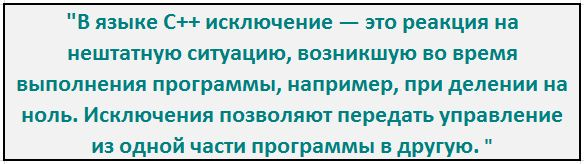 "В языке C++ исключение — это реакция на
нештатную ситуацию, возникшую во время
выполнения программы, например, при делении на
ноль. Исключения позволяют передать управление
из одной части программы в другую. "